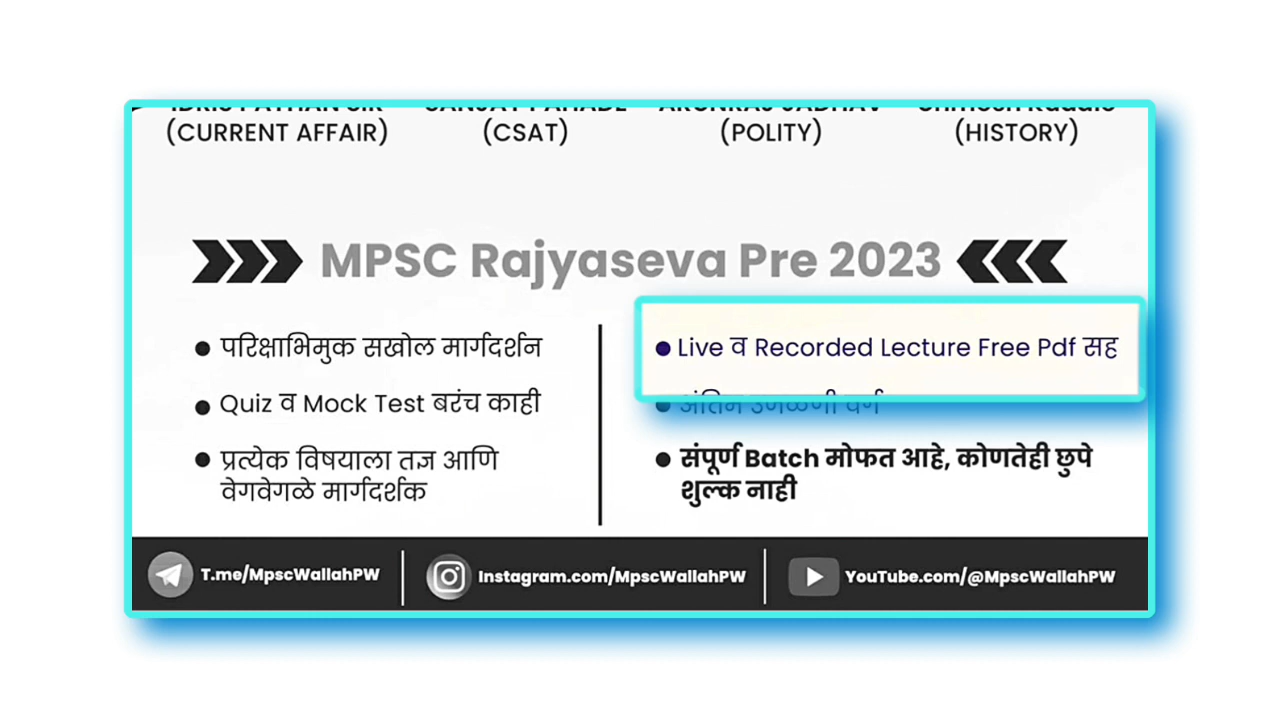 (CURRENT AFFAIR) (CSAT) (POLITY) (HISTORY)
MPSC Rajyaseva Pre 2023
परिक्षाभिमुक सखोल मार्गदर्शन
Quiz व Mock Test बरंच काही
प्रत्येक विषयाला तज्ञ आणि
वेगवेगळे मार्गदर्शक
Live व Recorded Lecture Free Pdf सह
संपूर्ण Batch मोफत आहे, कोणतेही छुपे
शुल्क नाही
T.me/MpscWallahPW
Instagram.com/MpscWallahPW
YouTube.com/@MpscWallahPW